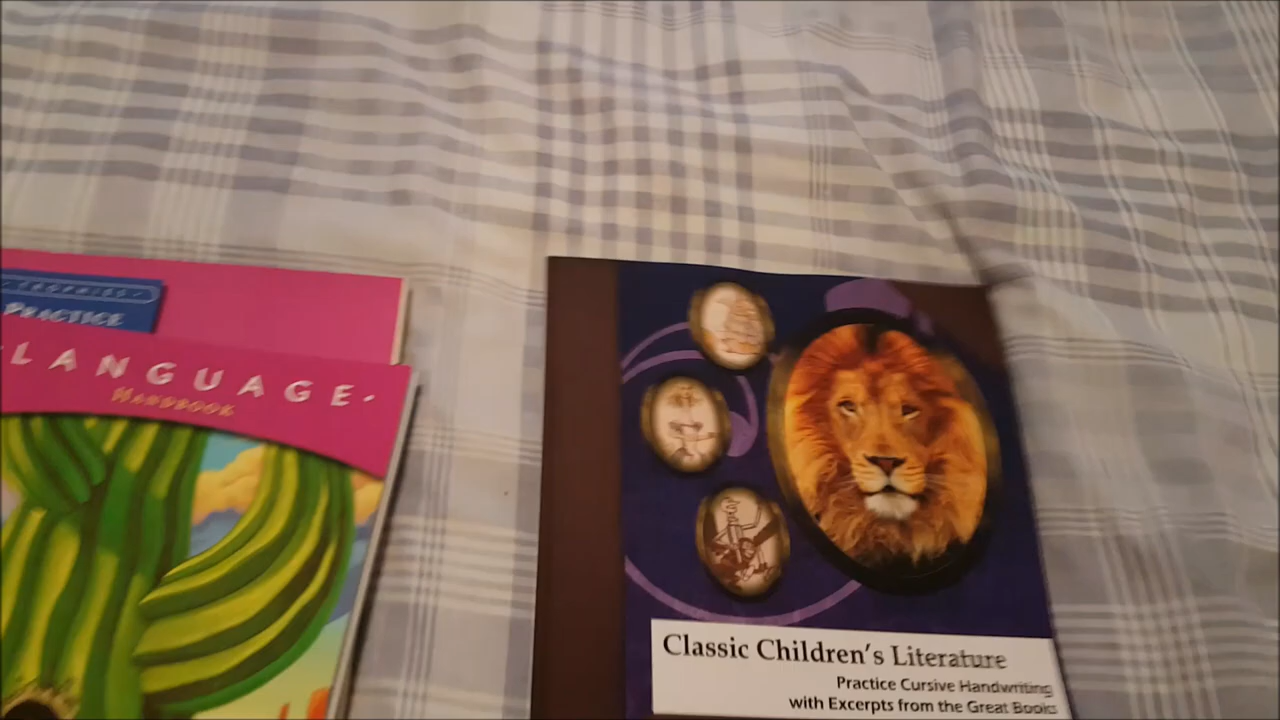 PRACTICE
LANGUAGE
HANDBOOK
Classic Children's Literature
Practice Cursive Handwriting
with Excerpts from the Great Books